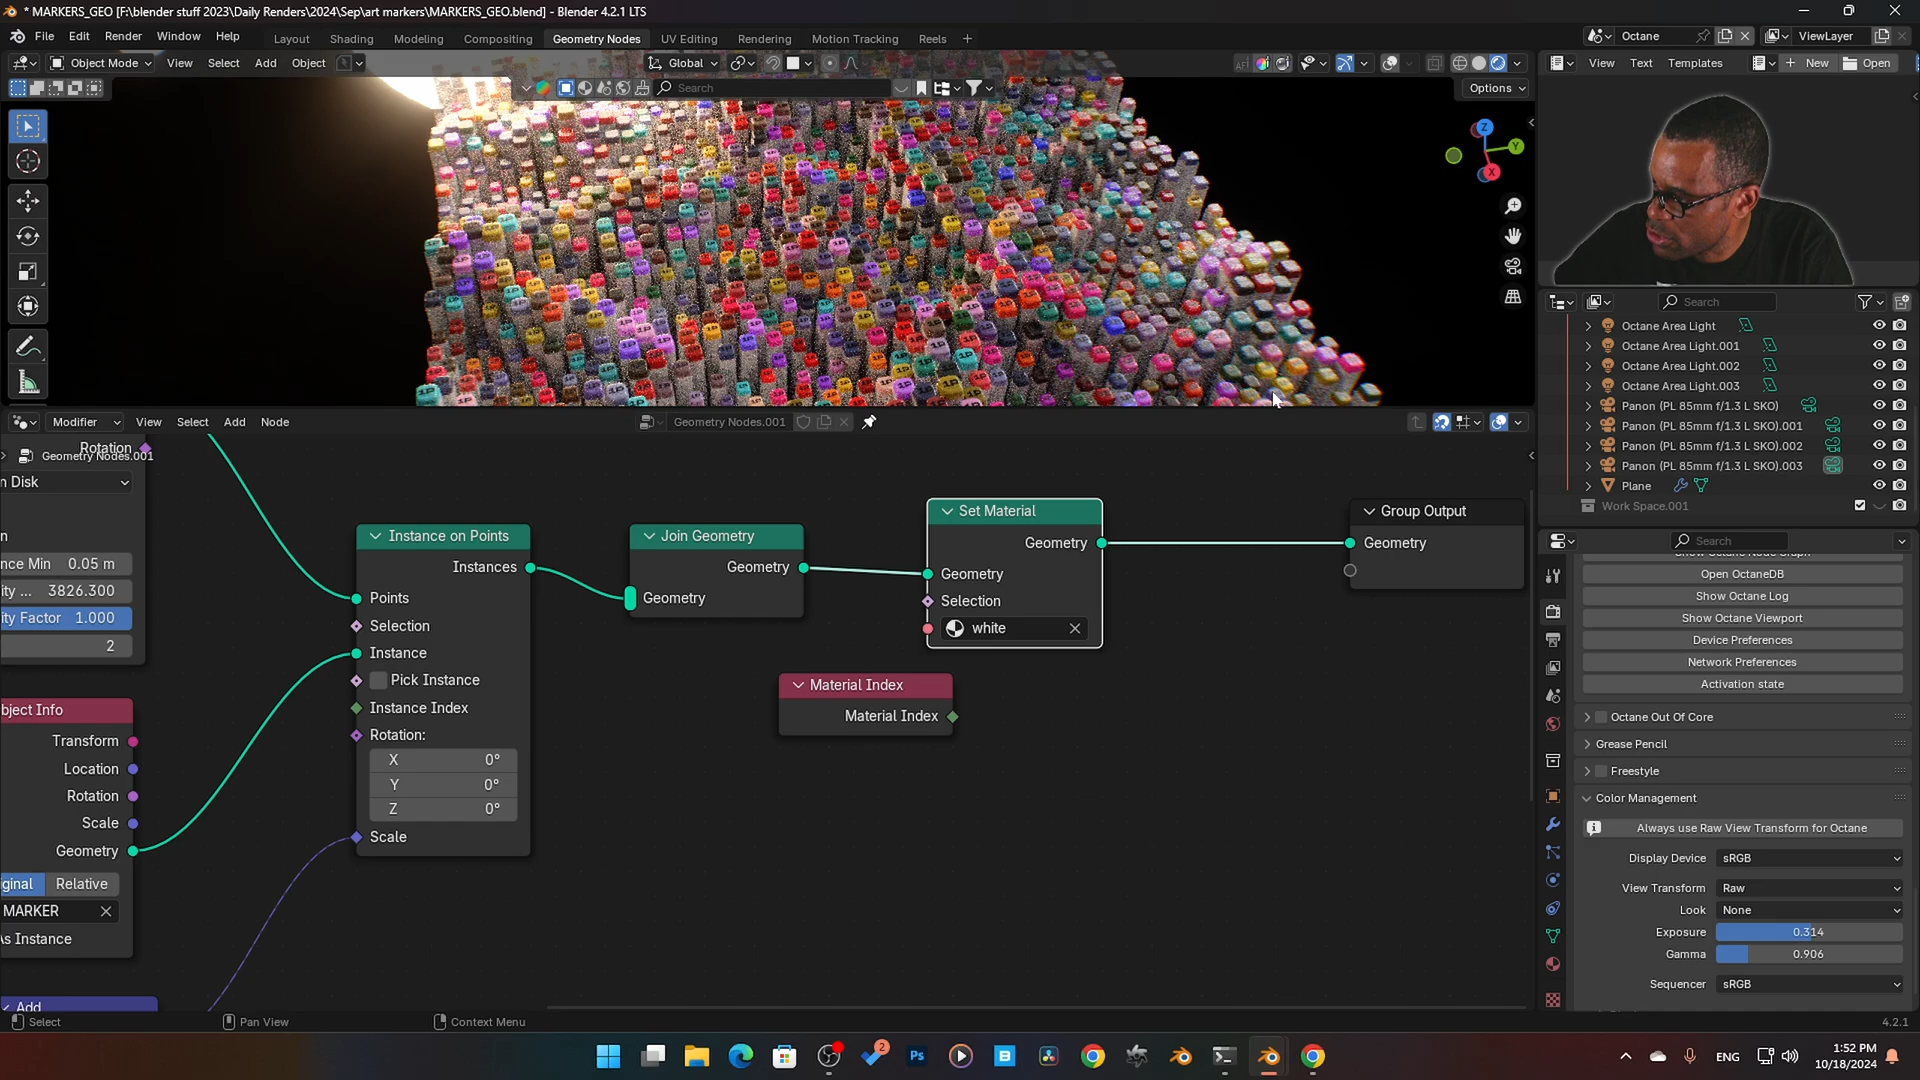 * MARKERS_GEO [F:\blender stuff 2023\Daily Renders\2024\Sep\art markers\MARKERS_GEO.blend] - Blender 4.2.1 LTS
File Edit Render Window Help
Layout Shading Modeling Compositing Geometry Nodes UV Editing Rendering Motion Tracking Reels +
Octane
ViewLayer
Object Mode View Select Add Object
Global
View Text Templates
New Open
Search
Options
Z
Y
X
1P
Search
Octane Area Light
Octane Area Light.001
Octane Area Light.002
Octane Area Light.003
Panon (PL 85mm f/1.3 L SKO)
Panon (PL 85mm f/1.3 L SKO).001
Panon (PL 85mm f/1.3 L SKO).002
Panon (PL 85mm f/1.3 L SKO).003
Plane
Work Space.001
Modifier View Select Add Node
Geometry Nodes.001
Rotation
Geometry Nodes.001
n Disk
n
nce Min 0.05 m
ity ... 3826.300
ity Factor 1.000
2
bject Info
Transform
Location
Rotation
Scale
Geometry
iginal Relative
MARKER
As Instance
Add
Instance on Points
Instances
Points
Selection
Instance
Pick Instance
Instance Index
Rotation:
X 0°
Y 0°
Z 0°
Scale
Join Geometry
Geometry
Geometry
Set Material
Geometry
Geometry
Selection
white
Material Index
Material Index
Group Output
Geometry
Search
Open OctaneDB
Show Octane Log
Show Octane Viewport
Device Preferences
Network Preferences
Activation state
Octane Out Of Core
Grease Pencil
Freestyle
Color Management
Always use Raw View Transform for Octane
Display Device sRGB
View Transform Raw
Look None
Exposure 0.314
Gamma 0.906
Sequencer sRGB
Select
Pan View
Context Menu
4.2.1
2
Ps
ENG
1:52 PM
10/18/2024